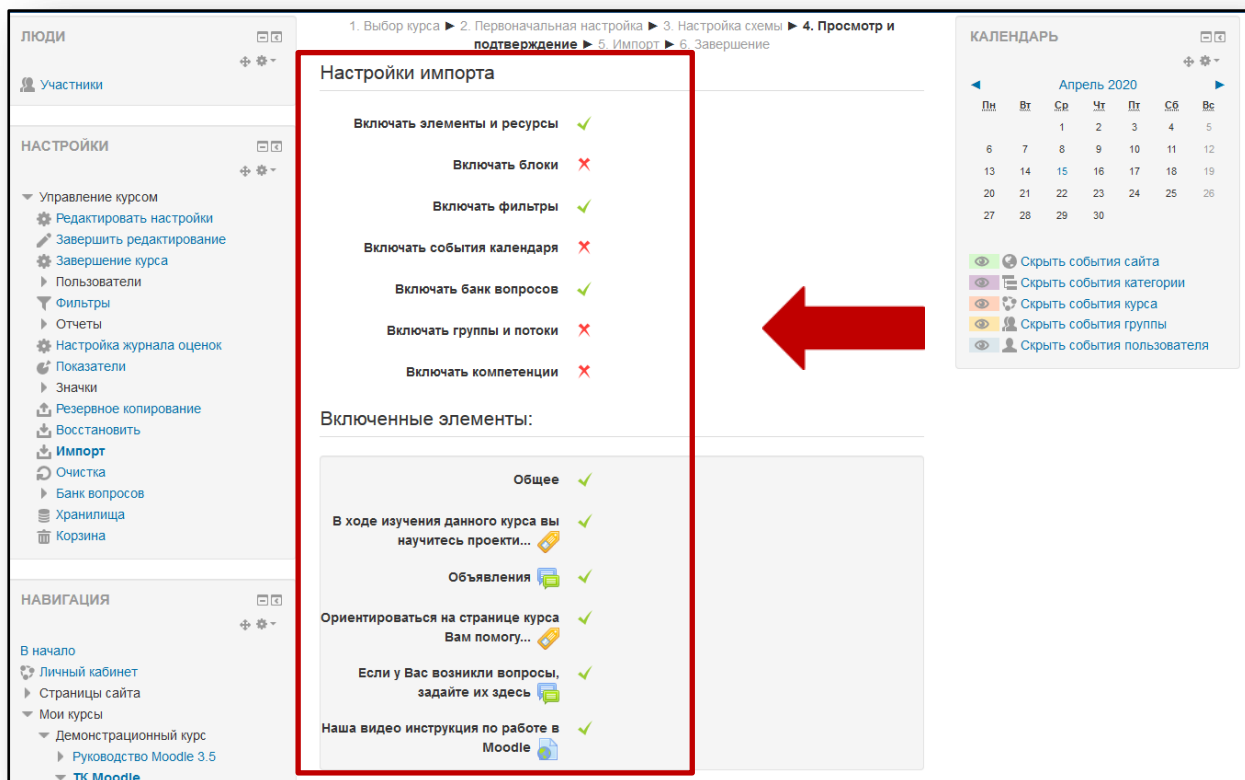 ЛЮДИ
Участники
НАСТРОЙКИ
Управление курсом
Редактировать настройки
Завершить редактирование
Завершение курса
Пользователи
Фильтры
Отчеты
Настройка журнала оценок
Показатели
Значки
Резервное копирование
Восстановить
Импорт
Очистка
Банк вопросов
Хранилища
Корзина
НАВИГАЦИЯ
В начало
Личный кабинет
Страницы сайта
Мои курсы
Демонстрационный курс
Руководство Moodle 3.5
ТК Moodle
1. Выбор курса ► 2. Первоначальная настройка ► 3. Настройка схемы ► 4. Просмотр и
подтверждение ► 5. Импорт ► 6. Завершение
Настройки импорта
Включать элементы и ресурсы
Включать блоки
Включать фильтры
Включать события календаря
Включать банк вопросов
Включать группы и потоки
Включать компетенции
Включенные элементы:
Общее
В ходе изучения данного курса вы
научитесь проекти...
Объявления
Ориентироваться на странице курса
Вам помогу...
Если у Вас возникли вопросы,
задайте их здесь
Наша видео инструкция по работе в
Moodle
КАЛЕНДАРЬ
◄ Апрель 2020 ►
Пн Вт Ср Чт Пт Сб Вс
1 2 3 4 5
6 7 8 9 10 11 12
13 14 15 16 17 18 19
20 21 22 23 24 25 26
27 28 29 30
Скрыть события сайта
Скрыть события категории
Скрыть события курса
Скрыть события группы
Скрыть события пользователя